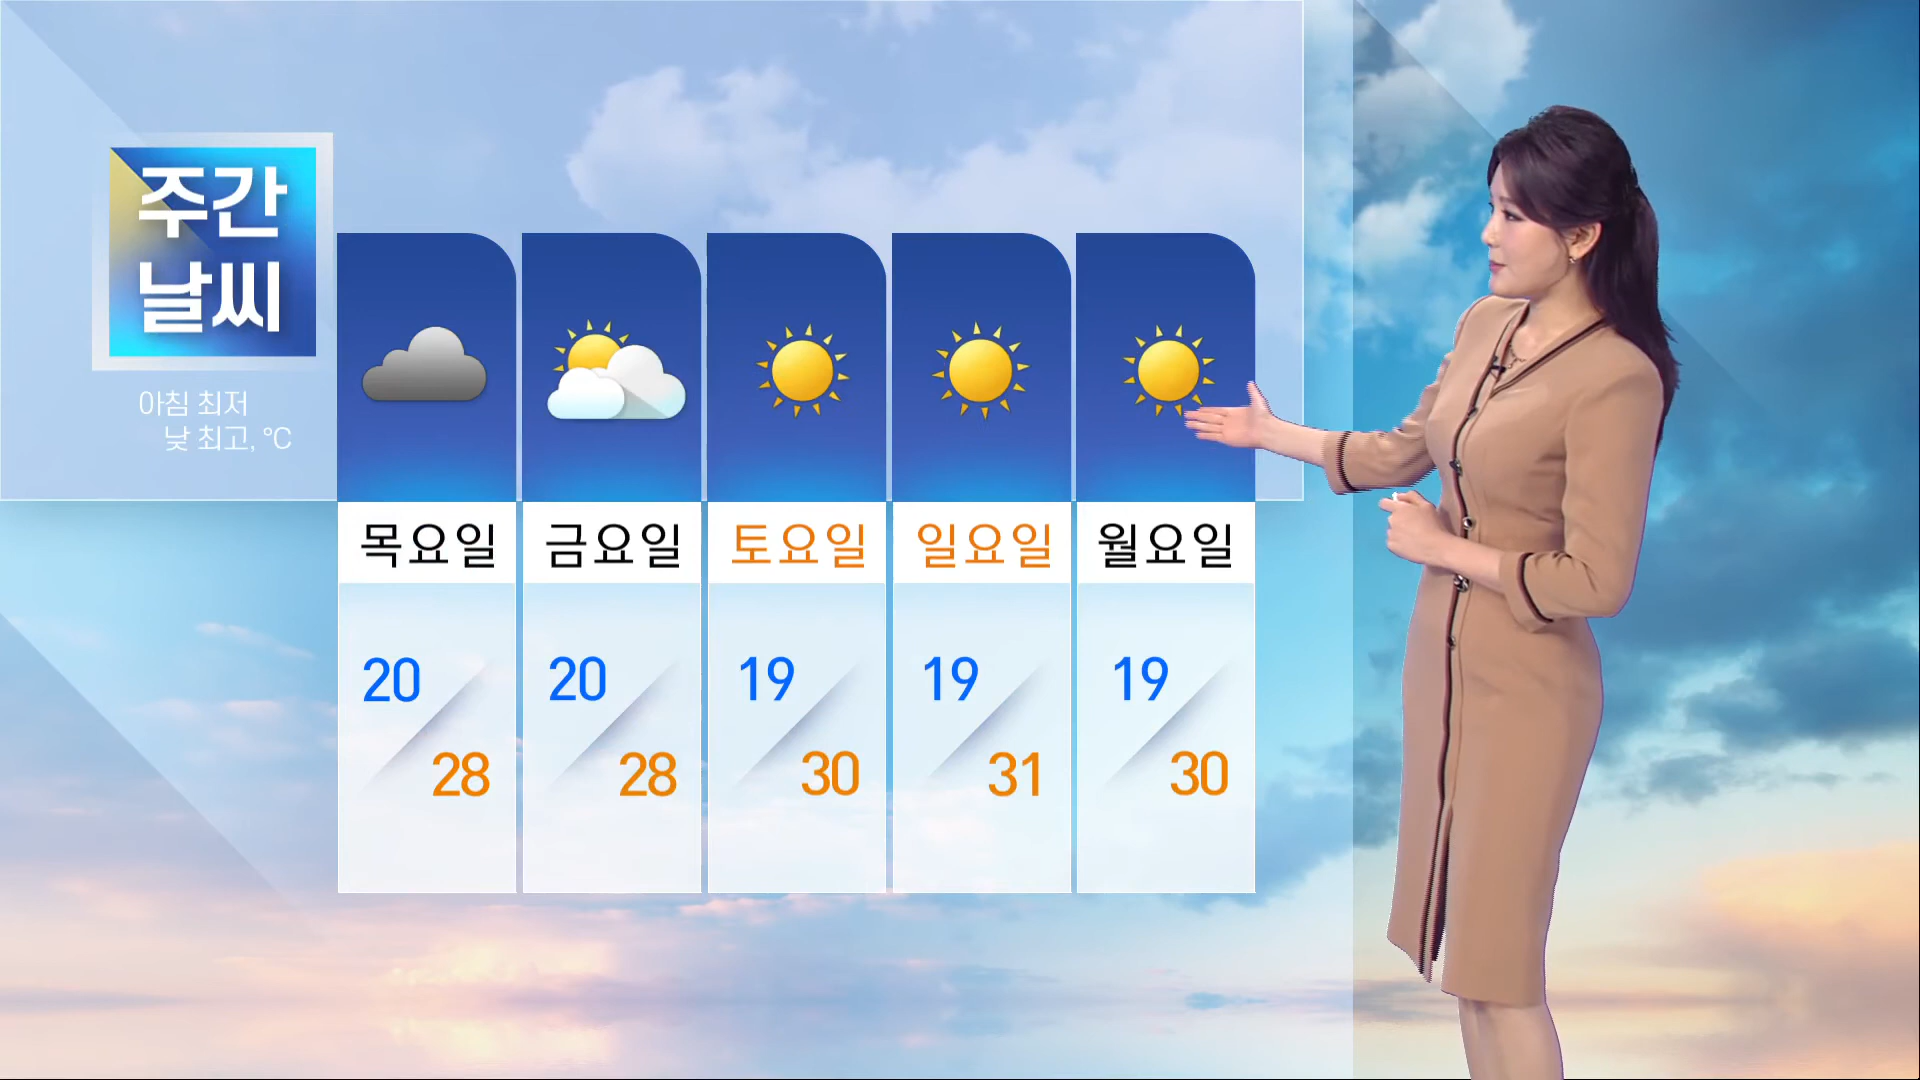 주간
날씨
아침 최저
낮 최고, ℃
목요일 금요일 토요일 일요일 월요일
20 20 19 19 19
28 28 30 31 30